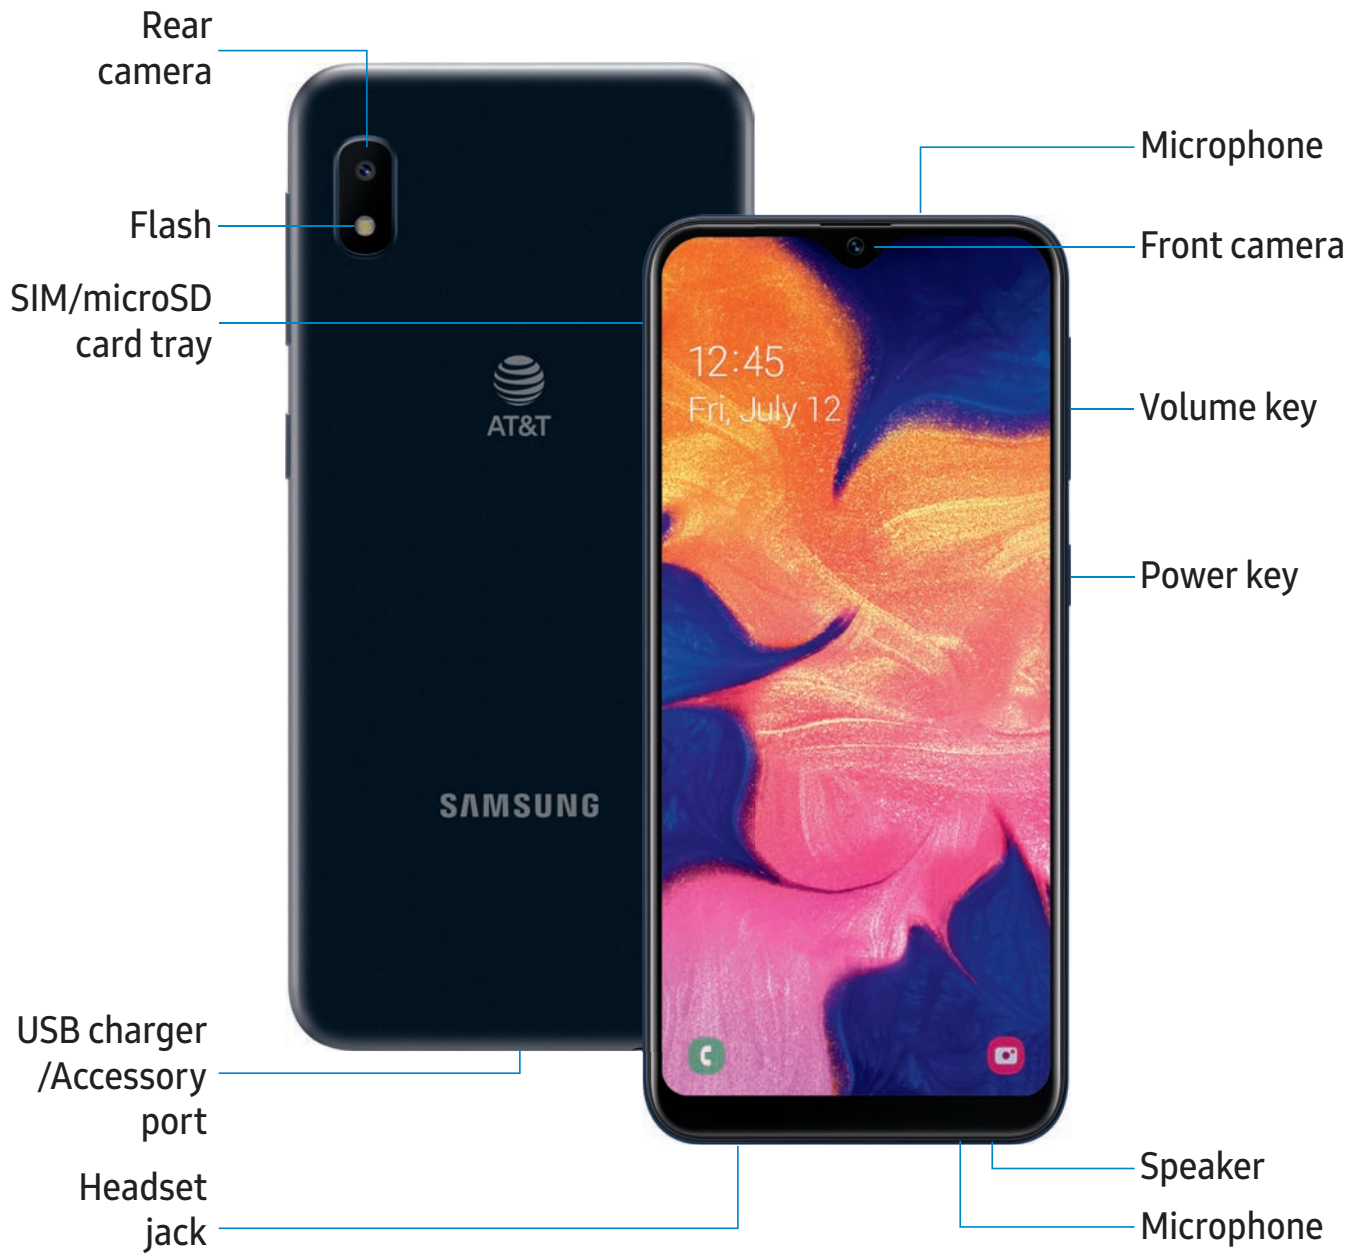 Rear
camera
Flash
SIM/microSD
card tray
AT&T
SAMSUNG
USB charger
/Accessory
port
Headset
jack
12:45
Fri, July 12
Microphone
Front camera
Volume key
Power key
Speaker
Microphone